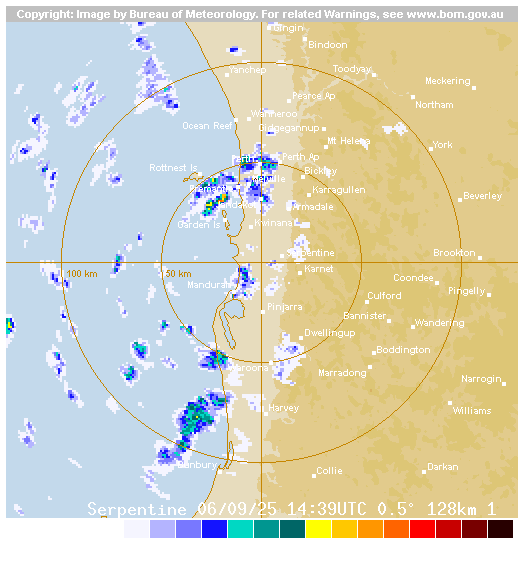 Copyright: Image by Bureau of Meteorology. For related Warnings, see www.bom.gov.au
Gingin
Bindoon
Yanchep
Toodyay
Meckering
Pearce Ap
Northam
Wanneroo
Ocean Reef
Gidgegannup
Mt Helena
York
Perth
Perth Ap
Rottnest Is
Bickley
Karragullen
Beverley
Armadale
Garden Is
Kwinana
Serpentine
Brookton
Karnet
100 km
50 km
Coondee
Mandurah
Pingelly
Culford
Pinjarra
Bannister
Wandering
Dwellingup
Boddington
Waroona
Marradong
Narrogin
Harvey
Williams
Bunbury
Collie
Darkan
Serpentine 06/09/25 14:39UTC 0.5° 128km 1